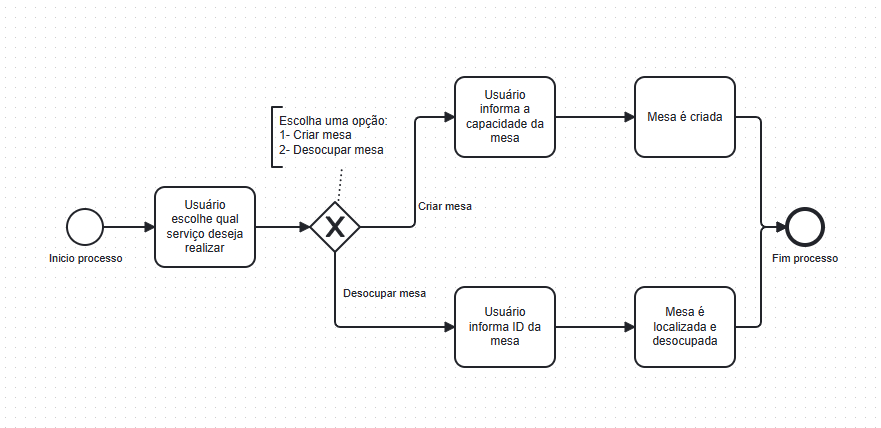 Inicio processo
Usuário
escolhe qual
serviço deseja
realizar
Escolha uma opção:
1- Criar mesa
2- Desocupar mesa
X
Criar mesa
Usuário
informa a
capacidade da
mesa
Mesa é criada
Desocupar mesa
Usuário
informa ID da
mesa
Mesa é
localizada e
desocupada
Fim processo